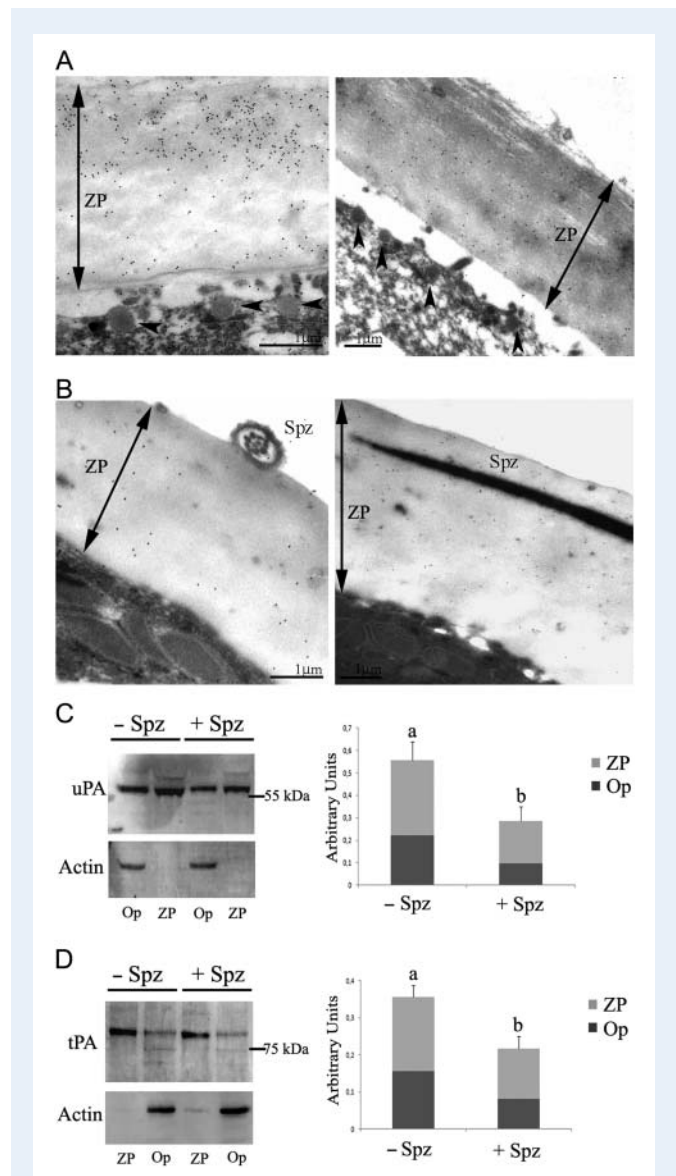 A
ZP
1µm
ZP
1µm
B
ZP
Spz
1µm
ZP
Spz
1µm
C
– Spz + Spz
uPA
55 kDa
Actin
Op ZP Op ZP
Arbitrary Units
0,7
0,6
0,5
0,4
0,3
0,2
0,1
0
a
b
– Spz + Spz
ZP
Op
D
– Spz + Spz
tPA
75 kDa
Actin
ZP Op ZP Op
Arbitrary Units
0,4
0,3
0,2
0,1
0
a
b
– Spz + Spz
ZP
Op